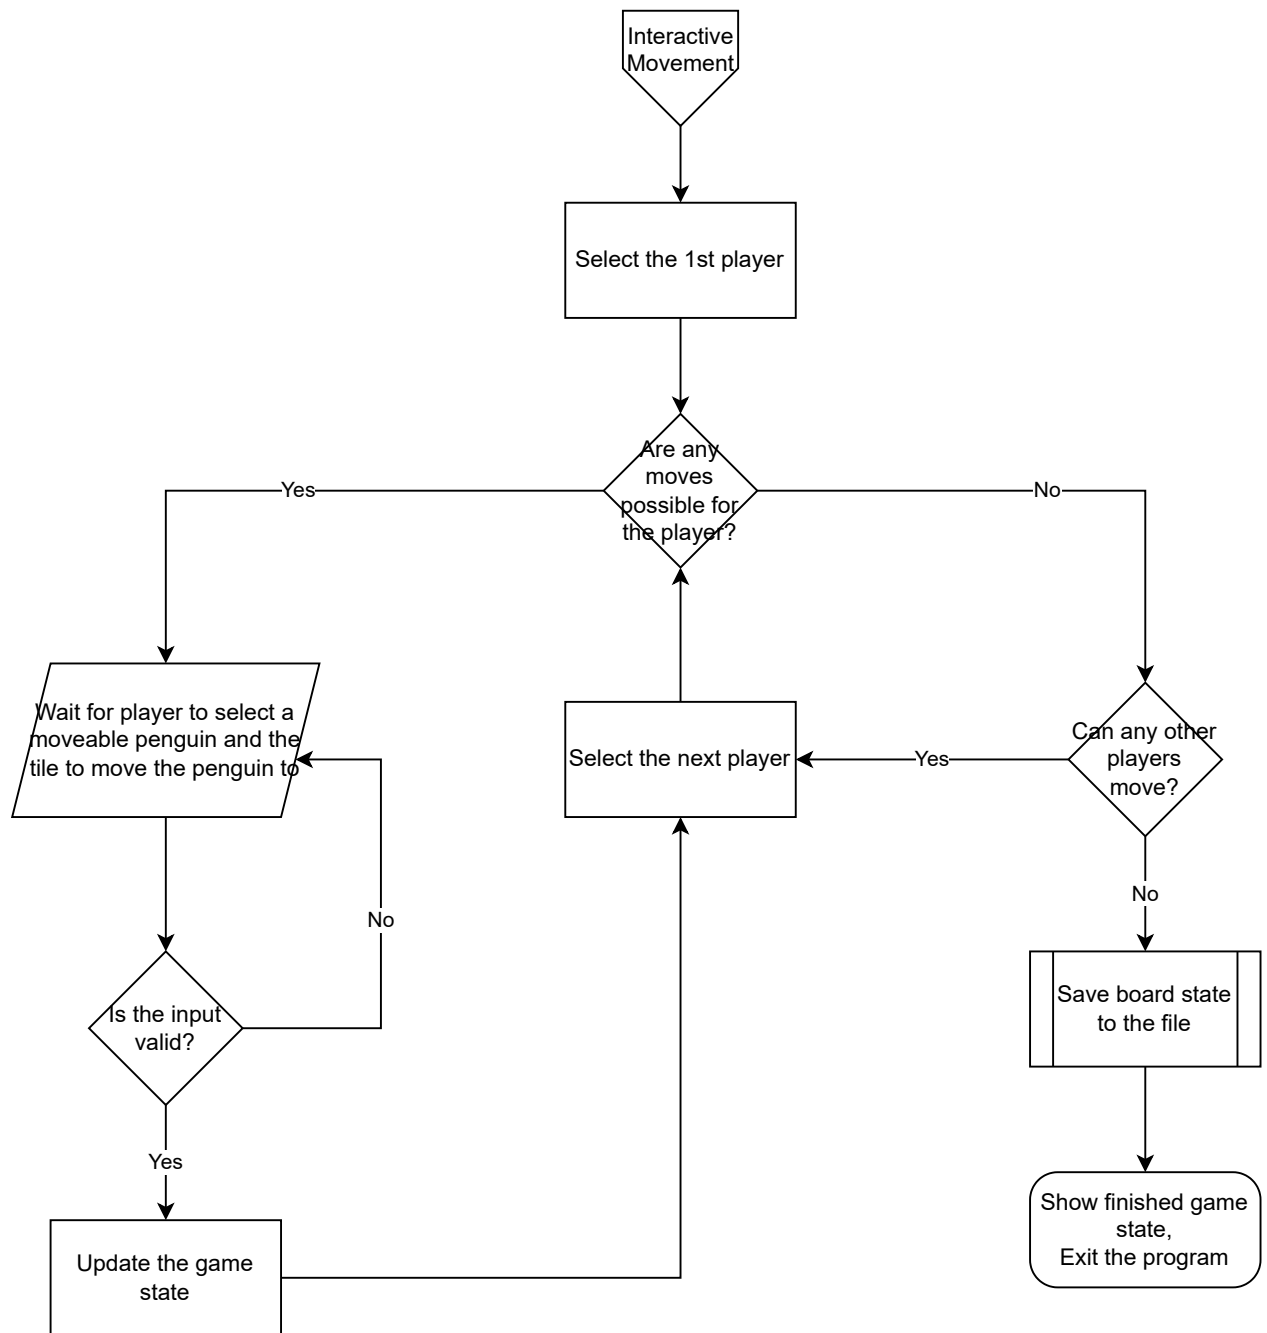 Interactive
Movement
Select the 1st player
Are any
moves
possible for
the player?
Yes
No
Wait for player to select a
moveable penguin and the
tile to move the penguin to
Select the next player
Yes
Can any other
players
move?
No
No
Is the input
valid?
Save board state
to the file
Yes
Update the game
state
Show finished game
state,
Exit the program